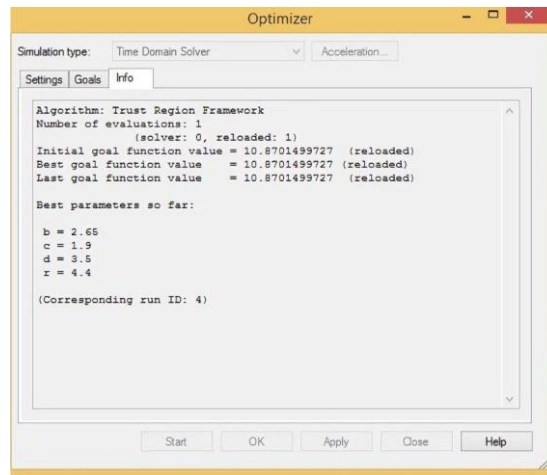 Optimizer
Simulation type: Time Domain Solver Acceleration...
Settings Goals Info
Algorithm: Trust Region Framework
Number of evaluations: 1
(solver: 0, reloaded: 1)
Initial goal function value = 10.8701499727 (reloaded)
Best goal function value = 10.8701499727 (reloaded)
Last goal function value = 10.8701499727 (reloaded)
Best parameters so far:
b = 2.65
c = 1.9
d = 3.5
r = 4.4
(Corresponding run ID: 4)
Start OK Apply Close Help